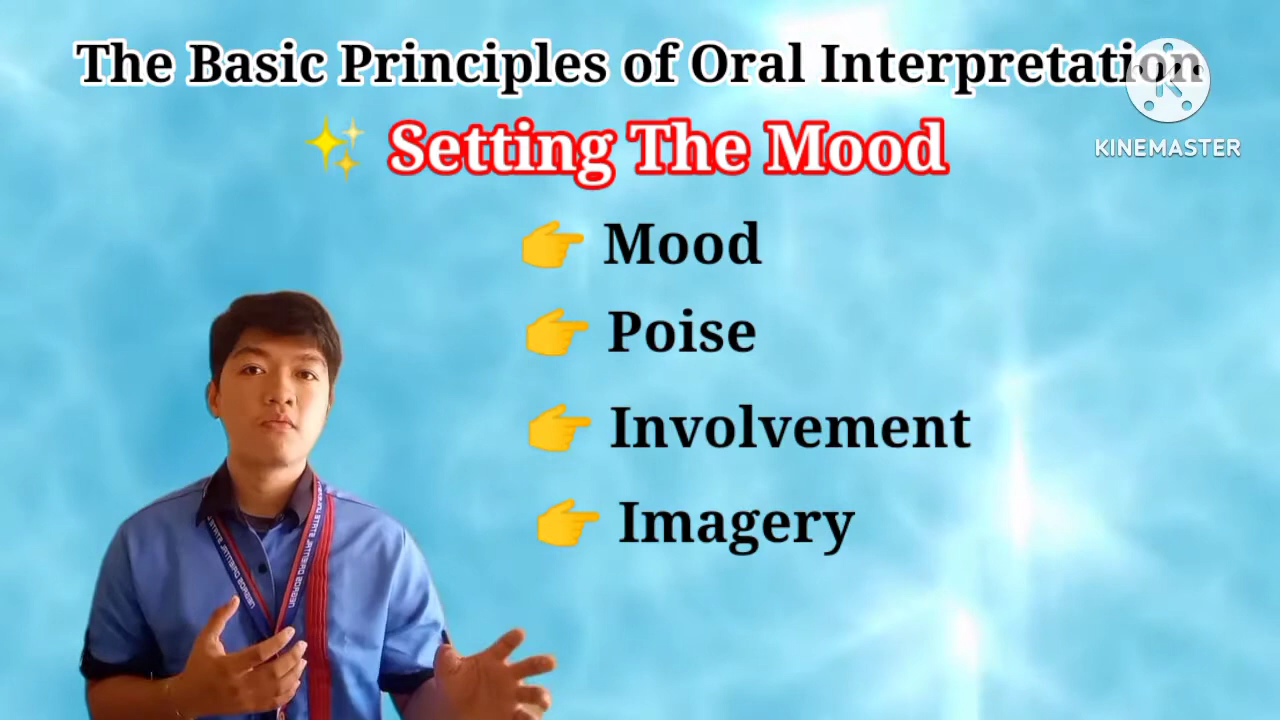 The Basic Principles of Oral Interpretation
✨ Setting The Mood
👉 Mood
👉 Poise
👉 Involvement
👉 Imagery
K
KINEMASTER